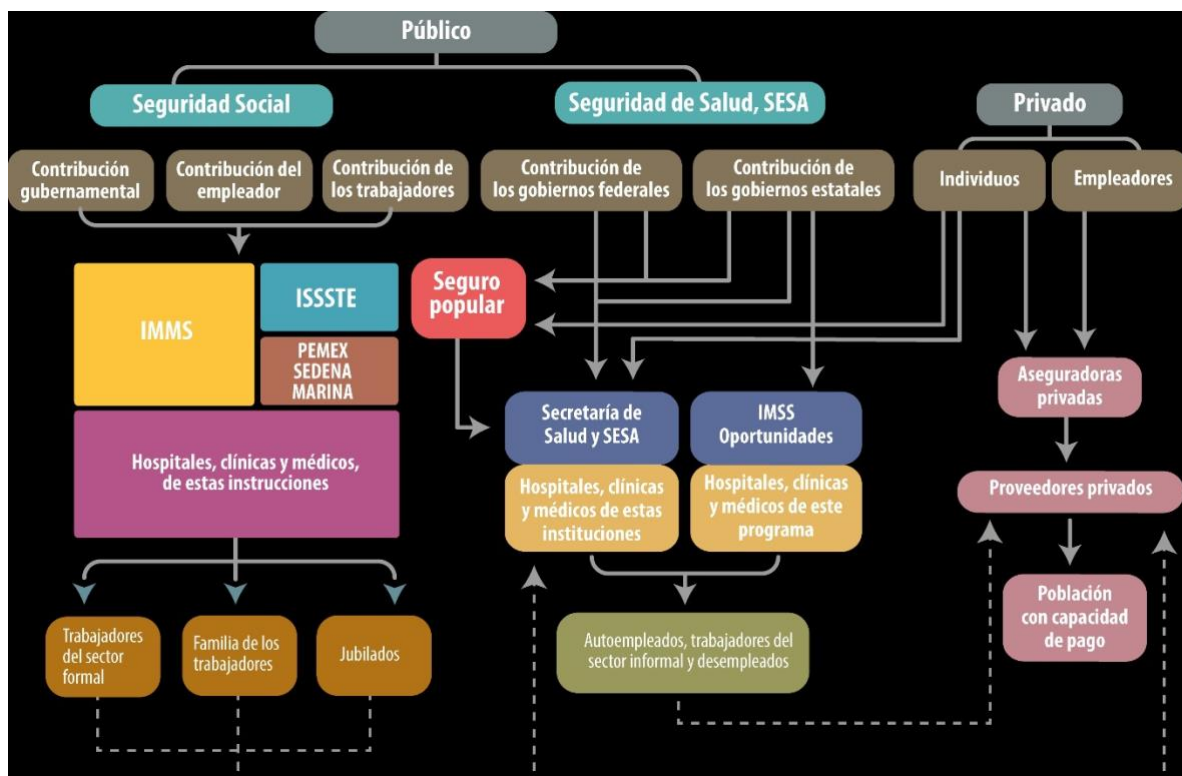 Público
Seguridad Social
Seguridad de Salud, SESA
Privado
Contribución
gubernamental
Contribución del
empleador
Contribución de
los trabajadores
Contribución de
los gobiernos federales
Contribución de
los gobiernos estatales
Individuos
Empleadores
IMMS
ISSSTE
PEMEX
SEDENA
MARINA
Seguro
popular
Hospitales, clínicas y médicos,
de estas instrucciones
Secretaría de
Salud y SESA
IMSS
Oportunidades
Hospitales, clínicas
y médicos de estas
instituciones
Hospitales, clínicas
y médicos de este
programa
Aseguradoras
privadas
Proveedores privados
Población
con capacidad
de pago
Trabajadores
del sector
formal
Familia de los
trabajadores
Jubilados
Autoempleados, trabajadores del
sector informal y desempleados